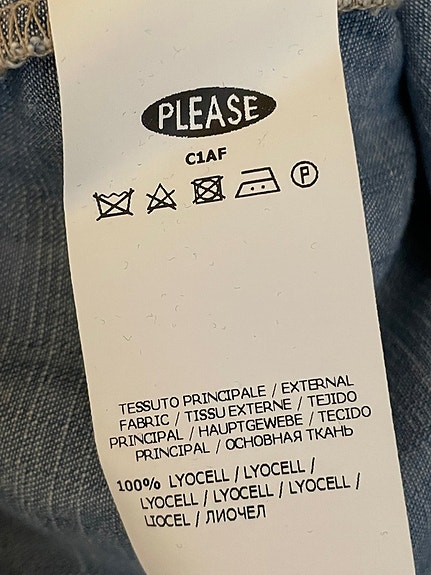 PLEASE
C1AF
P
TESSUTO PRINCIPALE / EXTERNAL
FABRIC / TISSU EXTERNE / TEJIDO
PRINCIPAL / HAUPTGEWEBE / TECIDO
PRINCIPAL / ОСНОВНАЯ ТКАНЬ
100% LYOCELL / LYOCELL /
LYOCELL / LYOCELL / LYOCELL /
LIOCEL / ЛИОЧЕЛ